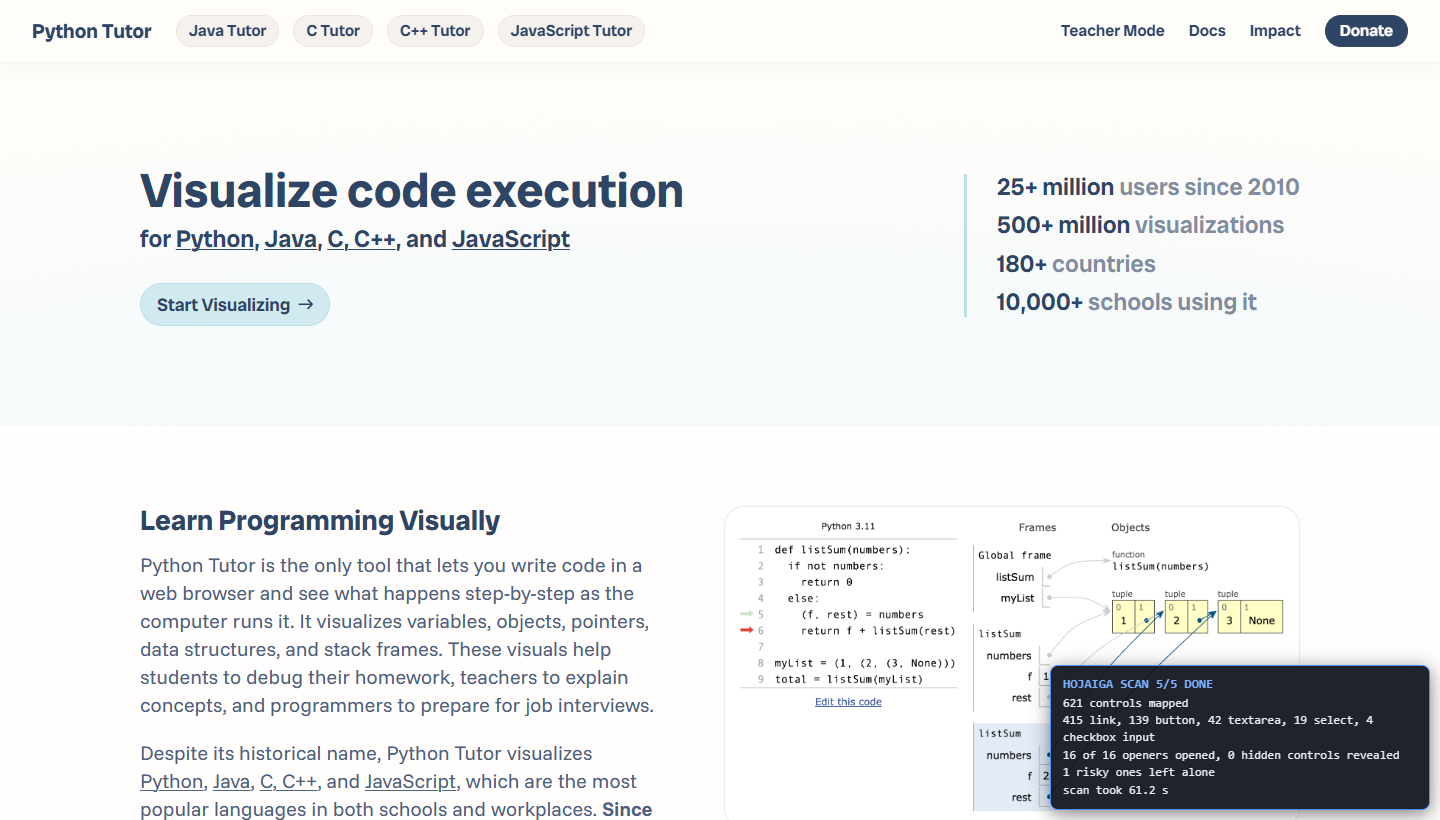 Python Tutor
Java Tutor
C Tutor
C++ Tutor
JavaScript Tutor
Teacher Mode
Docs
Impact
Donate
Visualize code execution
for Python, Java, C, C++, and JavaScript
Start Visualizing →
25+ million users since 2010
500+ million visualizations
180+ countries
10,000+ schools using it
Learn Programming Visually
Python Tutor is the only tool that lets you write code in a
web browser and see what happens step-by-step as the
computer runs it. It visualizes variables, objects, pointers,
data structures, and stack frames. These visuals help
students to debug their homework, teachers to explain
concepts, and programmers to prepare for job interviews.
Despite its historical name, Python Tutor visualizes
Python, Java, C, C++, and JavaScript, which are the most
popular languages in both schools and workplaces. Since
Python 3.11
1 def listSum(numbers):
2 if not numbers:
3 return 0
4 else:
5 (f, rest) = numbers
6 return f + listSum(rest)
7
8 myList = (1, (2, (3, None)))
9 total = listSum(myList)
Edit this code
Frames
Objects
Global frame
listSum
myList
function
listSum(numbers)
tuple
0 1
1
tuple
0 1
2
tuple
0 1
3 None
listSum
numbers
f 1
rest
listSum
numbers
f 2
rest
HOJAIGA SCAN 5/5 DONE
621 controls mapped
415 link, 139 button, 42 textarea, 19 select, 4
checkbox input
16 of 16 openers opened, 0 hidden controls revealed
1 risky ones left alone
scan took 61.2 s